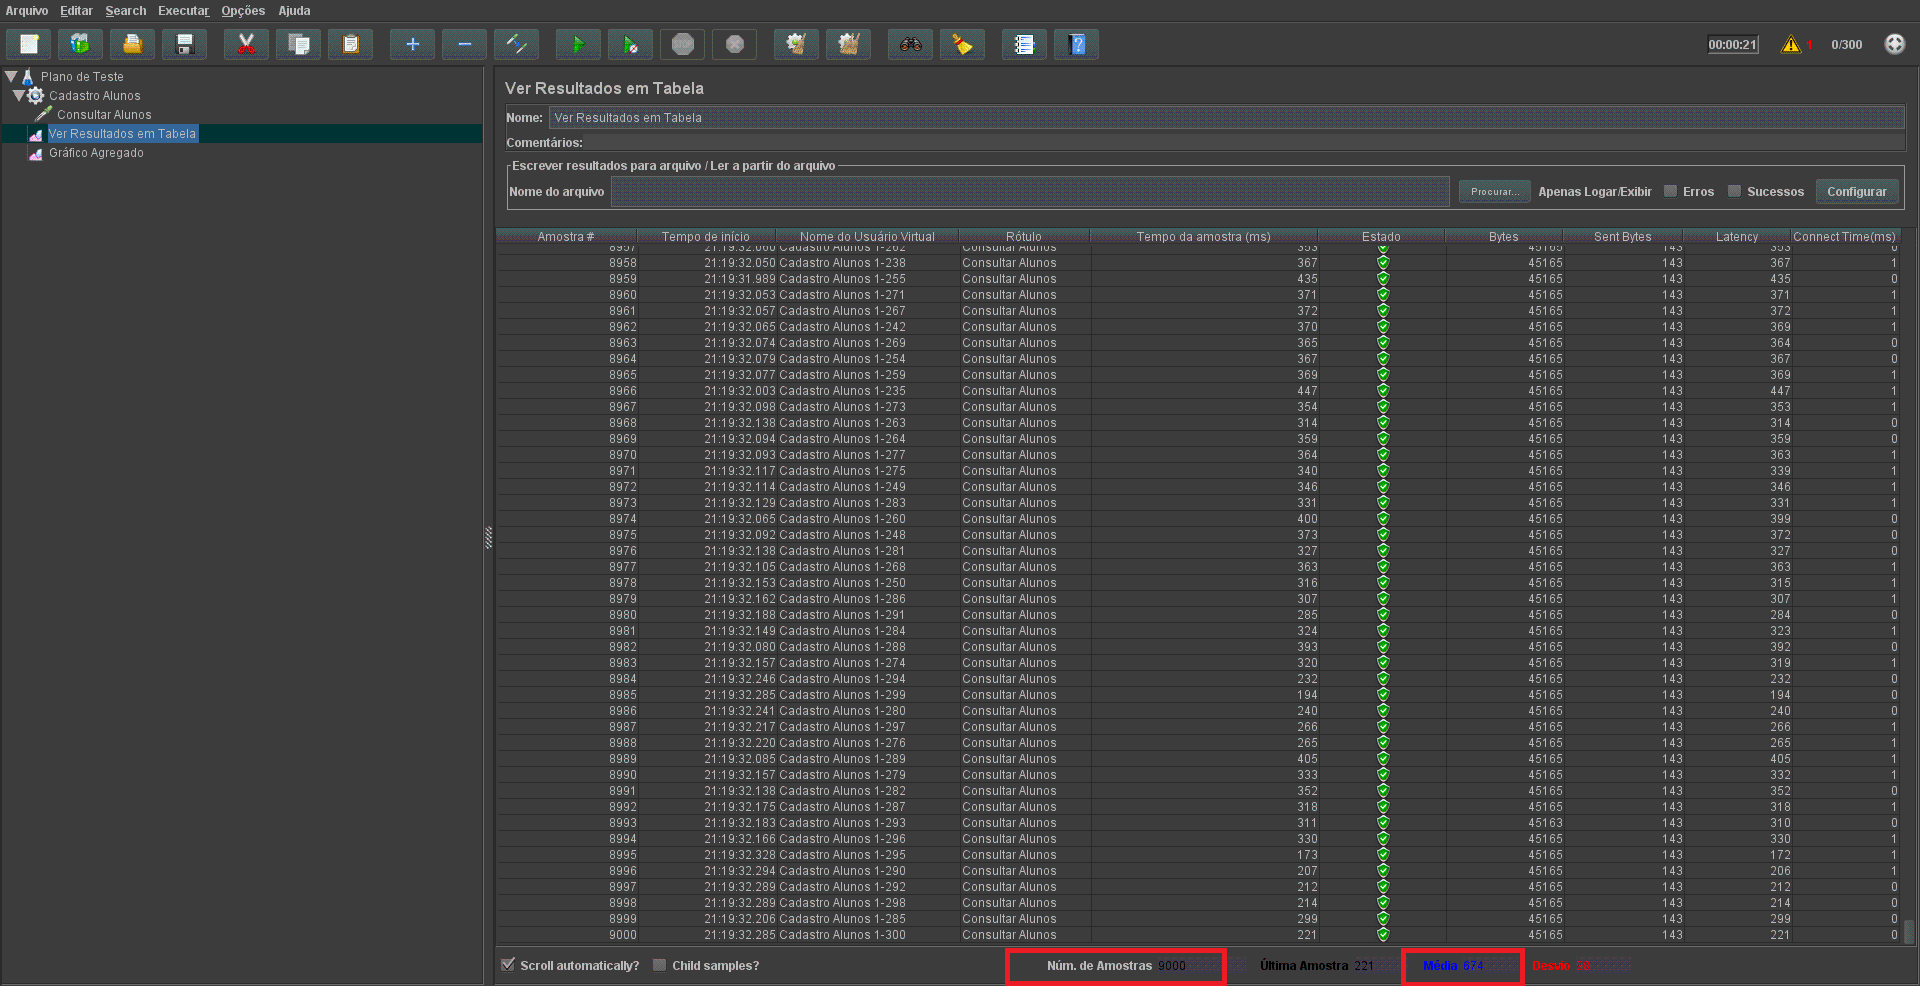 Arquivo Editar Search Executar Opções Ajuda
STOP
00:00:21 1 0/300
Plano de Teste
Cadastro Alunos
Consultar Alunos
Ver Resultados em Tabela
Gráfico Agregado
Ver Resultados em Tabela
Nome: Ver Resultados em Tabela
Comentários:
Escrever resultados para arquivo / Ler a partir do arquivo
Nome do arquivo Procurar... Apenas Logar/Exibir Erros Sucessos Configurar
Amostra # Tempo de início Nome do Usuário Virtual Rótulo Tempo da amostra (ms) Estado Bytes Sent Bytes Latency Connect Time(ms)
8957 21:19:32.060 Cadastro Alunos 1-262 Consultar Alunos 353 45165 143 353 0
8958 21:19:32.050 Cadastro Alunos 1-238 Consultar Alunos 367 45165 143 367 1
8959 21:19:31.989 Cadastro Alunos 1-255 Consultar Alunos 435 45165 143 435 0
8960 21:19:32.053 Cadastro Alunos 1-271 Consultar Alunos 371 45165 143 371 1
8961 21:19:32.057 Cadastro Alunos 1-267 Consultar Alunos 372 45165 143 372 1
8962 21:19:32.065 Cadastro Alunos 1-242 Consultar Alunos 370 45165 143 369 1
8963 21:19:32.074 Cadastro Alunos 1-269 Consultar Alunos 365 45165 143 364 0
8964 21:19:32.079 Cadastro Alunos 1-254 Consultar Alunos 367 45165 143 367 0
8965 21:19:32.077 Cadastro Alunos 1-259 Consultar Alunos 369 45165 143 369 1
8966 21:19:32.003 Cadastro Alunos 1-235 Consultar Alunos 447 45165 143 447 1
8967 21:19:32.098 Cadastro Alunos 1-273 Consultar Alunos 354 45165 143 353 1
8968 21:19:32.138 Cadastro Alunos 1-263 Consultar Alunos 314 45165 143 314 0
8969 21:19:32.094 Cadastro Alunos 1-264 Consultar Alunos 359 45165 143 359 0
8970 21:19:32.093 Cadastro Alunos 1-277 Consultar Alunos 364 45165 143 363 1
8971 21:19:32.117 Cadastro Alunos 1-275 Consultar Alunos 340 45165 143 339 1
8972 21:19:32.114 Cadastro Alunos 1-249 Consultar Alunos 346 45165 143 346 1
8973 21:19:32.129 Cadastro Alunos 1-283 Consultar Alunos 331 45165 143 331 1
8974 21:19:32.065 Cadastro Alunos 1-260 Consultar Alunos 400 45165 143 399 0
8975 21:19:32.092 Cadastro Alunos 1-248 Consultar Alunos 373 45165 143 372 0
8976 21:19:32.138 Cadastro Alunos 1-281 Consultar Alunos 327 45165 143 327 0
8977 21:19:32.105 Cadastro Alunos 1-268 Consultar Alunos 363 45165 143 363 1
8978 21:19:32.153 Cadastro Alunos 1-250 Consultar Alunos 316 45165 143 315 1
8979 21:19:32.162 Cadastro Alunos 1-286 Consultar Alunos 307 45165 143 307 1
8980 21:19:32.188 Cadastro Alunos 1-291 Consultar Alunos 285 45165 143 284 0
8981 21:19:32.149 Cadastro Alunos 1-284 Consultar Alunos 324 45165 143 323 1
8982 21:19:32.080 Cadastro Alunos 1-288 Consultar Alunos 393 45165 143 392 0
8983 21:19:32.157 Cadastro Alunos 1-274 Consultar Alunos 320 45165 143 319 1
8984 21:19:32.246 Cadastro Alunos 1-294 Consultar Alunos 232 45165 143 232 0
8985 21:19:32.285 Cadastro Alunos 1-299 Consultar Alunos 194 45165 143 194 0
8986 21:19:32.241 Cadastro Alunos 1-280 Consultar Alunos 240 45165 143 240 0
8987 21:19:32.217 Cadastro Alunos 1-297 Consultar Alunos 266 45165 143 266 1
8988 21:19:32.220 Cadastro Alunos 1-276 Consultar Alunos 265 45165 143 265 1
8989 21:19:32.085 Cadastro Alunos 1-289 Consultar Alunos 405 45165 143 405 1
8990 21:19:32.157 Cadastro Alunos 1-279 Consultar Alunos 333 45165 143 332 1
8991 21:19:32.138 Cadastro Alunos 1-282 Consultar Alunos 352 45165 143 352 0
8992 21:19:32.175 Cadastro Alunos 1-287 Consultar Alunos 318 45165 143 318 1
8993 21:19:32.183 Cadastro Alunos 1-293 Consultar Alunos 311 45163 143 310 0
8994 21:19:32.166 Cadastro Alunos 1-296 Consultar Alunos 330 45165 143 330 1
8995 21:19:32.328 Cadastro Alunos 1-295 Consultar Alunos 173 45165 143 172 1
8996 21:19:32.294 Cadastro Alunos 1-290 Consultar Alunos 207 45165 143 206 1
8997 21:19:32.289 Cadastro Alunos 1-292 Consultar Alunos 212 45165 143 212 0
8998 21:19:32.289 Cadastro Alunos 1-298 Consultar Alunos 214 45165 143 214 0
8999 21:19:32.206 Cadastro Alunos 1-285 Consultar Alunos 299 45165 143 299 0
9000 21:19:32.285 Cadastro Alunos 1-300 Consultar Alunos 221 45165 143 221 0
Scroll automatically? Child samples? Núm. de Amostras 9000 Última Amostra 221 Média 674 Desvio